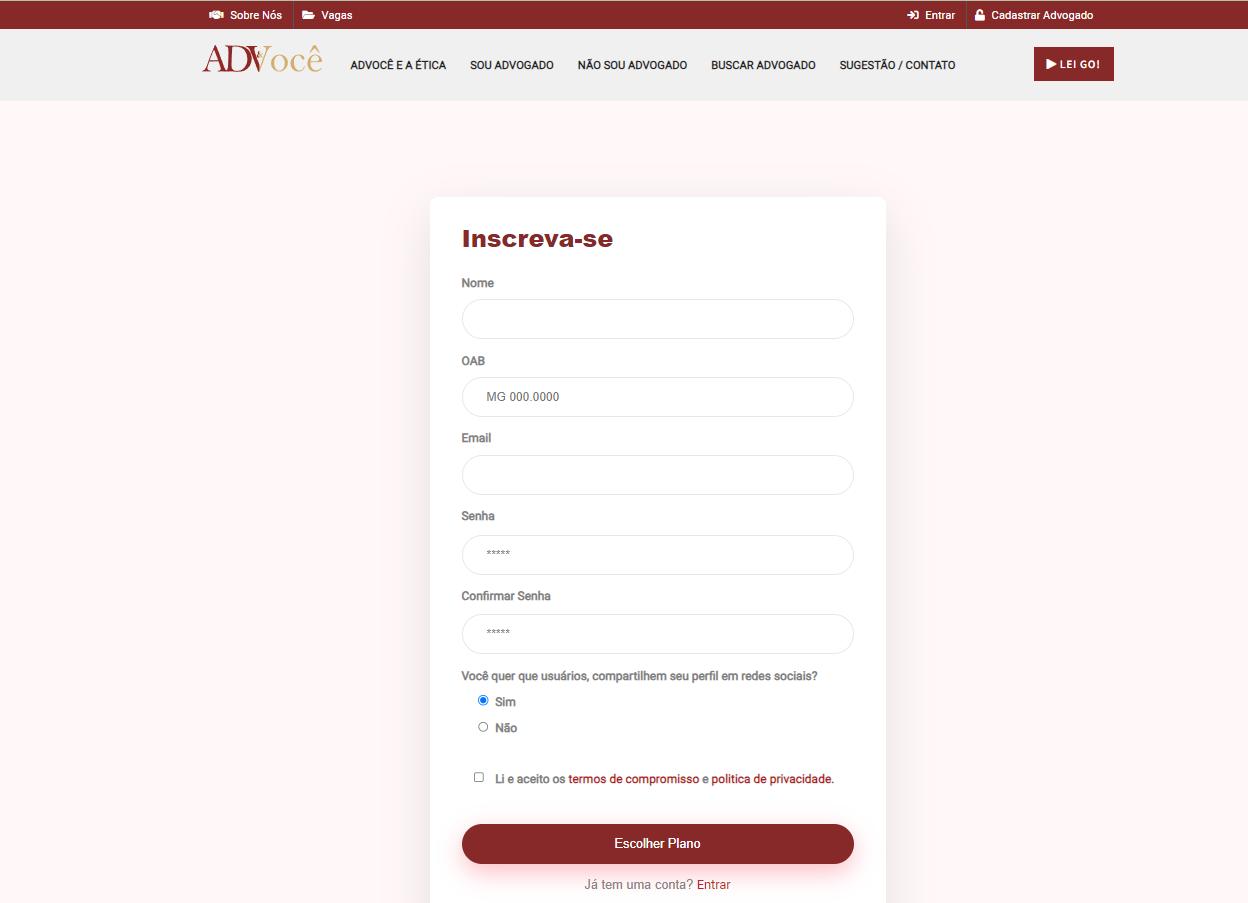 Sobre Nós Vagas Entrar Cadastrar Advogado
ADVocê ADVOCÊ E A ÉTICA SOU ADVOGADO NÃO SOU ADVOGADO BUSCAR ADVOGADO SUGESTÃO / CONTATO LEI GO!
Inscreva-se
Nome
OAB
MG 000.0000
Email
Senha
*****
Confirmar Senha
*****
Você quer que usuários, compartilhem seu perfil em redes sociais?
Sim
Não
Li e aceito os termos de compromisso e politica de privacidade.
Escolher Plano
Já tem uma conta? Entrar